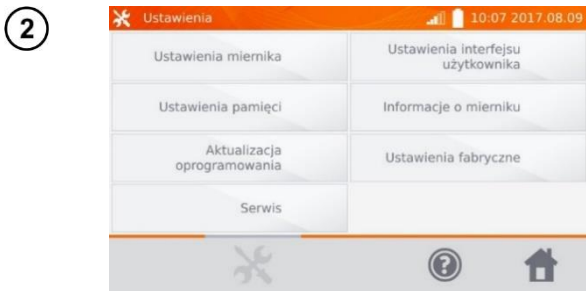 2
Ustawienia
10:07 2017.08.09
Ustawienia miernika
Ustawienia interfejsu
użytkownika
Ustawienia pamięci
Informacje o mierniku
Aktualizacja
oprogramowania
Ustawienia fabryczne
Serwis
?